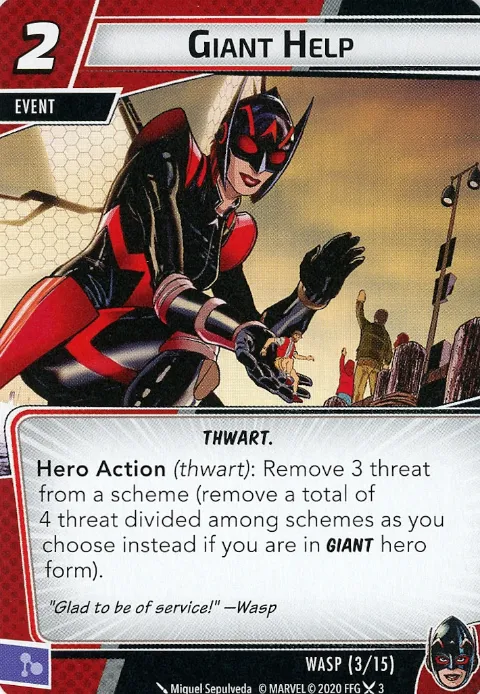 2
GIANT HELP
EVENT
THWART.
Hero Action (thwart): Remove 3 threat
from a scheme (remove a total of
4 threat divided among schemes as you
choose instead if you are in GIANT hero
form).
"Glad to be of service!" —Wasp
WASP (3/15)
Miguel Sepulveda © MARVEL © 2020 FFG 3